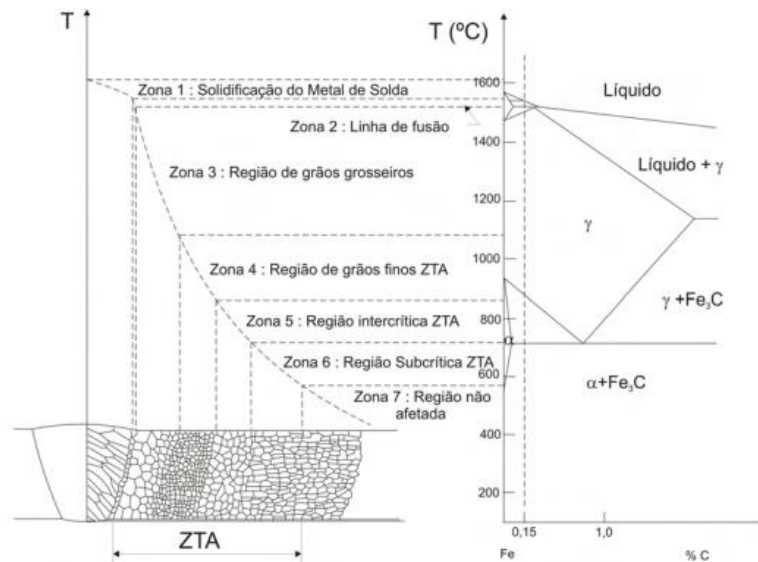 T
Zona 1 : Solidificação do Metal de Solda
Zona 2 : Linha de fusão
Zona 3 : Região de grãos grosseiros
Zona 4 : Região de grãos finos ZTA
Zona 5 : Região intercrítica ZTA
Zona 6 : Região Subcrítica ZTA
Zona 7 : Região não
afetada
ZTA
T (ºC)
1600
1400
1200
1000
800
600
400
200
Líquido
Líquido + γ
γ
γ +Fe₃C
α
α+Fe₃C
0,15
1,0
Fe
% C